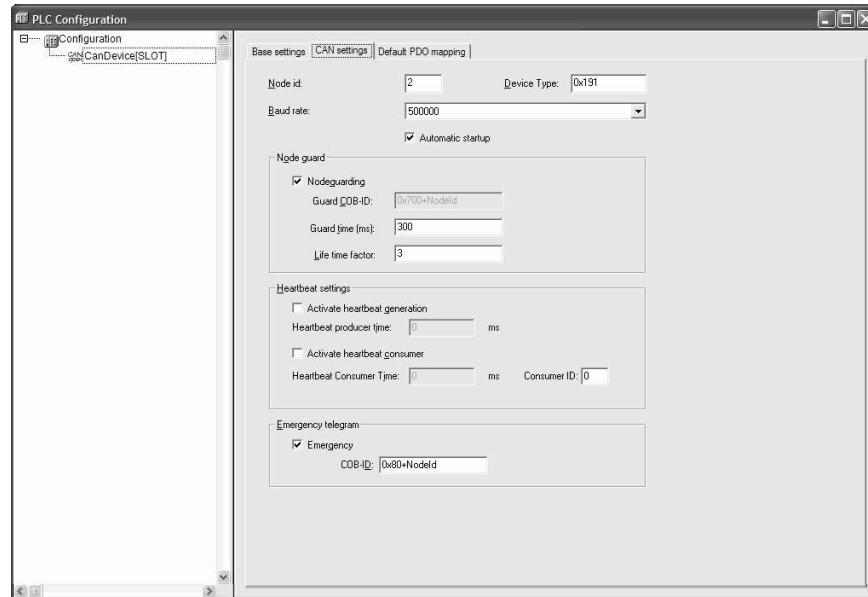 PLC Configuration
Configuration
CAN open CanDevice[SLOT]
Base settings CAN settings Default PDO mapping
Node id: 2 Device Type: 0x191
Baud rate: 500000
Automatic startup
Node guard
Nodeguarding
Guard COB-ID: 0x700+NodeId
Guard time (ms): 300
Life time factor: 3
Heartbeat settings
Activate heartbeat generation
Heartbeat producer time: 0 ms
Activate heartbeat consumer
Heartbeat Consumer Time: 0 ms Consumer ID: 0
Emergency telegram
Emergency
COB-ID: 0x80+NodeId